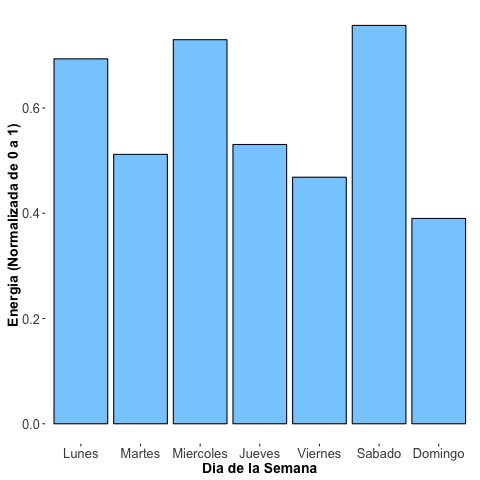 Energia (Normalizada de 0 a 1)
0.6
0.4
0.2
0.0
Lunes Martes Miercoles Jueves Viernes Sabado Domingo
Dia de la Semana